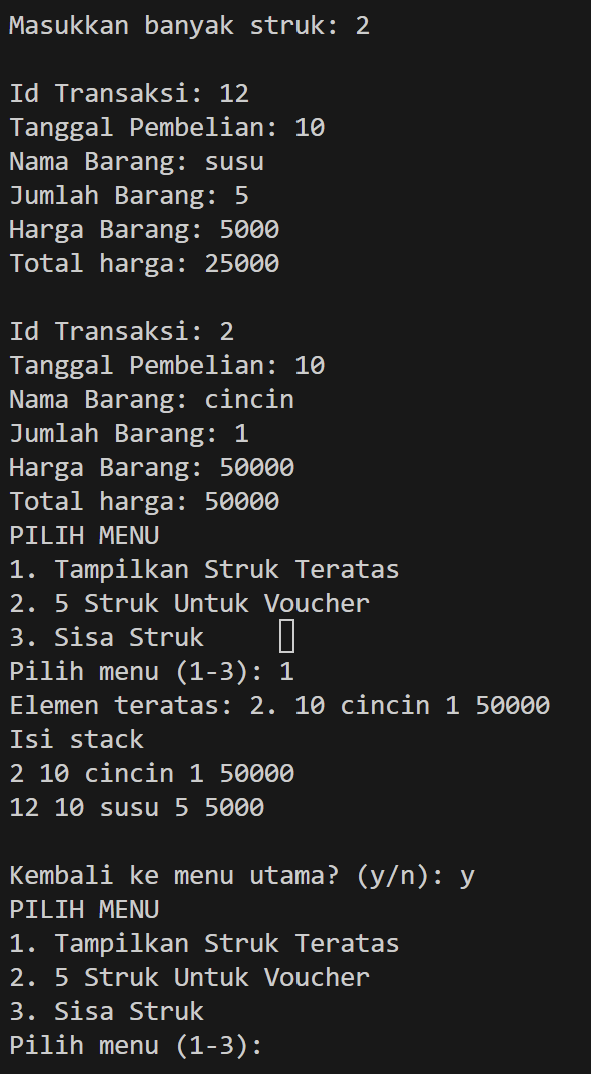 Masukkan banyak struk: 2
Id Transaksi: 12
Tanggal Pembelian: 10
Nama Barang: susu
Jumlah Barang: 5
Harga Barang: 5000
Total harga: 25000
Id Transaksi: 2
Tanggal Pembelian: 10
Nama Barang: cincin
Jumlah Barang: 1
Harga Barang: 50000
Total harga: 50000
PILIH MENU
1. Tampilkan Struk Teratas
2. 5 Struk Untuk Voucher
3. Sisa Struk
Pilih menu (1-3): 1
Elemen teratas: 2. 10 cincin 1 50000
Isi stack
2 10 cincin 1 50000
12 10 susu 5 5000
Kembali ke menu utama? (y/n): y
PILIH MENU
1. Tampilkan Struk Teratas
2. 5 Struk Untuk Voucher
3. Sisa Struk
Pilih menu (1-3):